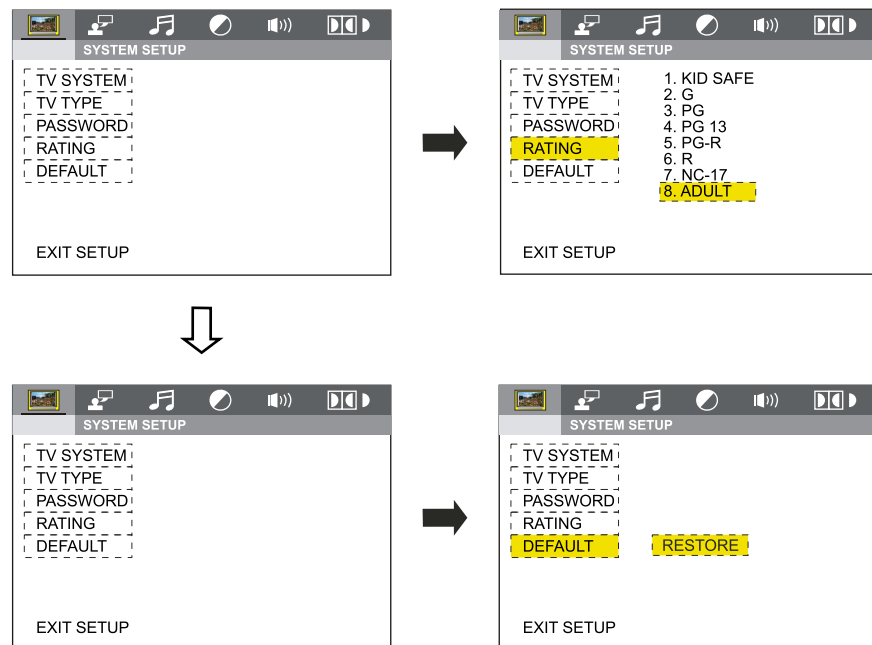 SYSTEM SETUP
TV SYSTEM
TV TYPE
PASSWORD
RATING
DEFAULT
EXIT SETUP
SYSTEM SETUP
TV SYSTEM
TV TYPE
PASSWORD
RATING
DEFAULT
1. KID SAFE
2. G
3. PG
4. PG 13
5. PG-R
6. R
7. NC-17
8. ADULT
EXIT SETUP
SYSTEM SETUP
TV SYSTEM
TV TYPE
PASSWORD
RATING
DEFAULT
EXIT SETUP
SYSTEM SETUP
TV SYSTEM
TV TYPE
PASSWORD
RATING
DEFAULT
RESTORE
EXIT SETUP